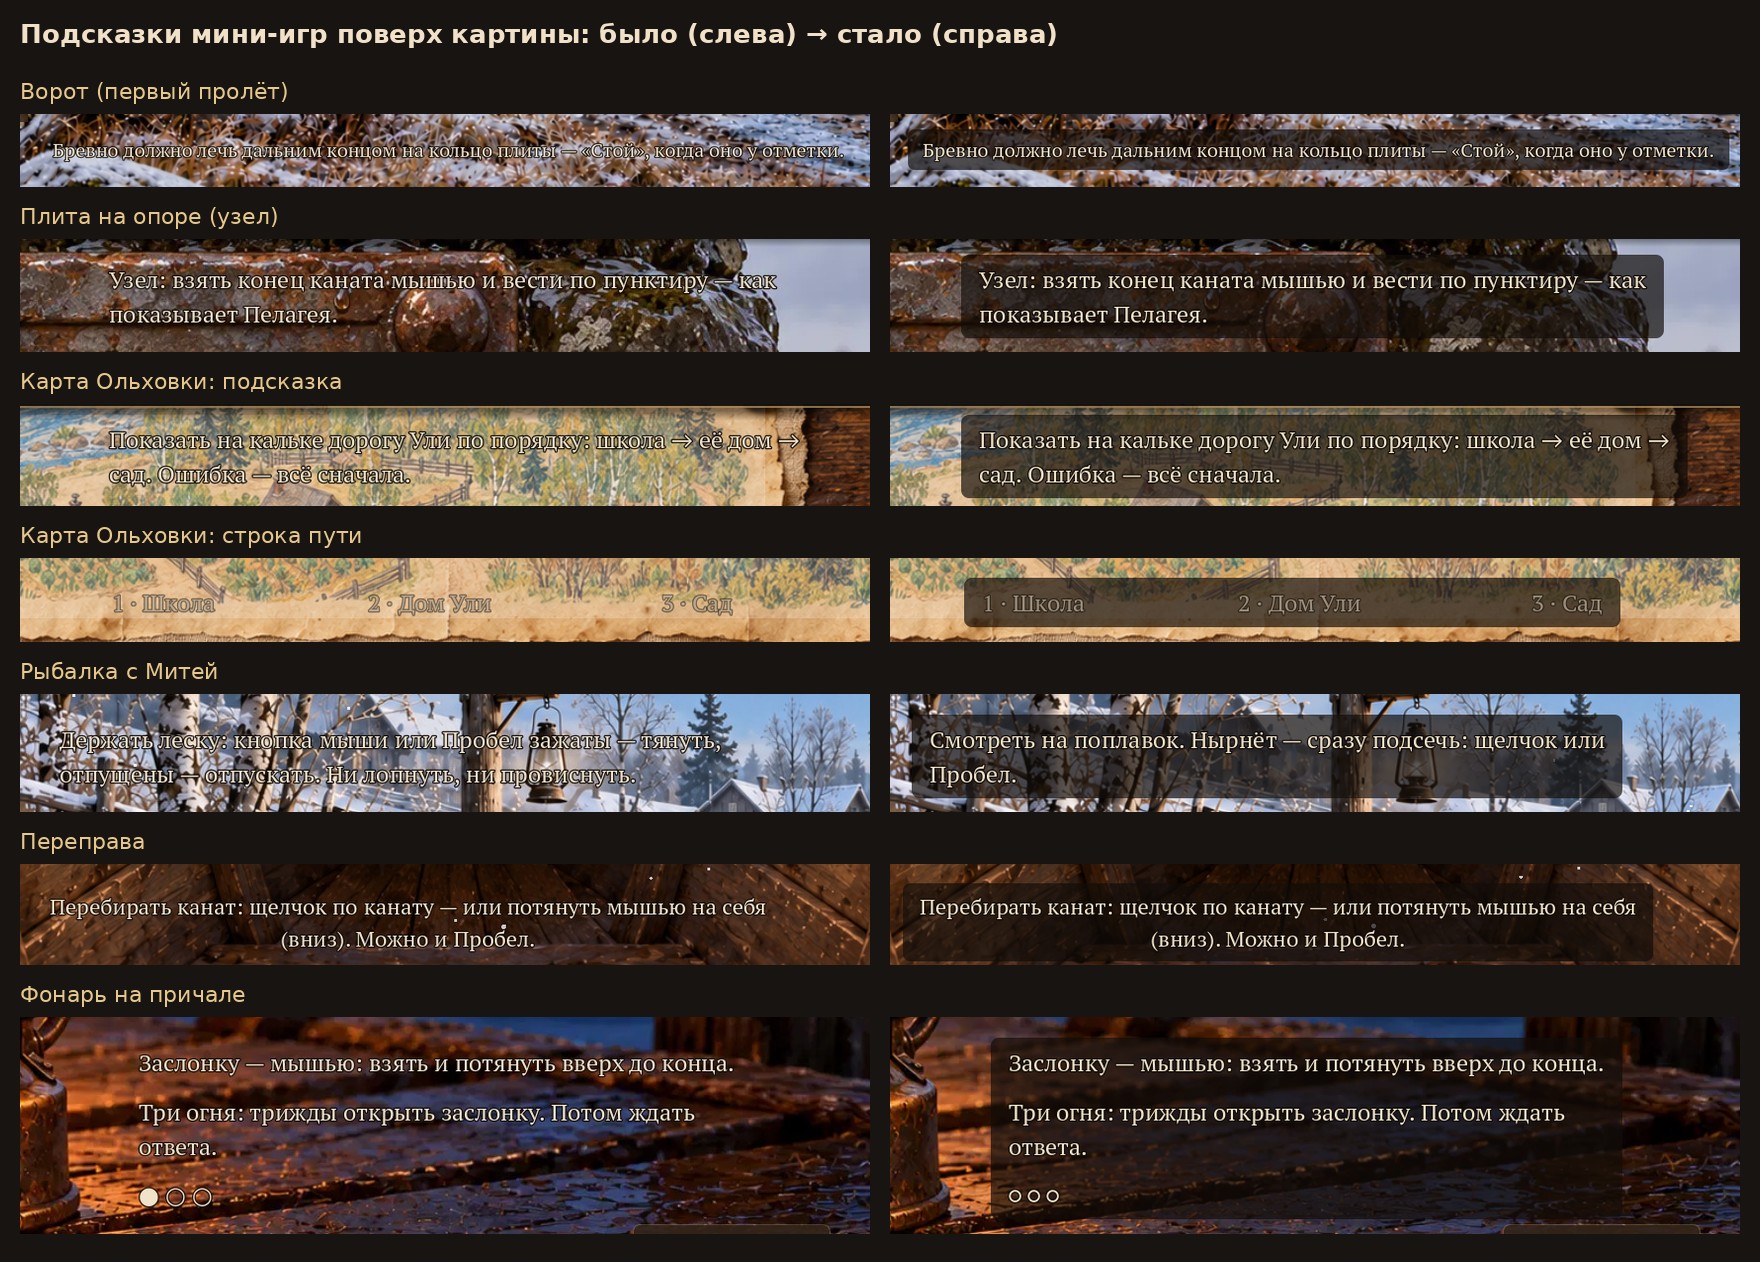 Подсказки мини-игр поверх картины: было (слева) → стало (справа)
Ворот (первый пролёт)
Бревно должно лечь дальним концом на кольцо плиты — «Стой», когда оно у отметки.
Бревно должно лечь дальним концом на кольцо плиты — «Стой», когда оно у отметки.
Плита на опоре (узел)
Узел: взять конец каната мышью и вести по пунктиру — как
показывает Пелагея.
Узел: взять конец каната мышью и вести по пунктиру — как
показывает Пелагея.
Карта Ольховки: подсказка
Показать на кальке дорогу Ули по порядку: школа → её дом →
сад. Ошибка — всё сначала.
Показать на кальке дорогу Ули по порядку: школа → её дом →
сад. Ошибка — всё сначала.
Карта Ольховки: строка пути
1 · Школа 2 · Дом Ули 3 · Сад
1 · Школа 2 · Дом Ули 3 · Сад
Рыбалка с Митей
Держать леску: кнопка мыши или Пробел зажаты — тянуть,
отпущены — отпускать. Ни лопнуть, ни провиснуть.
Смотреть на поплавок. Нырнёт — сразу подсечь: щелчок или
Пробел.
Переправа
Перебирать канат: щелчок по канату — или потянуть мышью на себя
(вниз). Можно и Пробел.
Перебирать канат: щелчок по канату — или потянуть мышью на себя
(вниз). Можно и Пробел.
Фонарь на причале
Заслонку — мышью: взять и потянуть вверх до конца.
Три огня: трижды открыть заслонку. Потом ждать
ответа.
Заслонку — мышью: взять и потянуть вверх до конца.
Три огня: трижды открыть заслонку. Потом ждать
ответа.